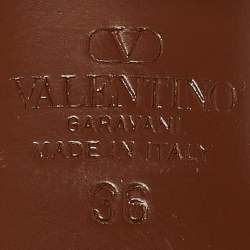 VALENTINO
GARAVANI
MADE IN ITALY
36